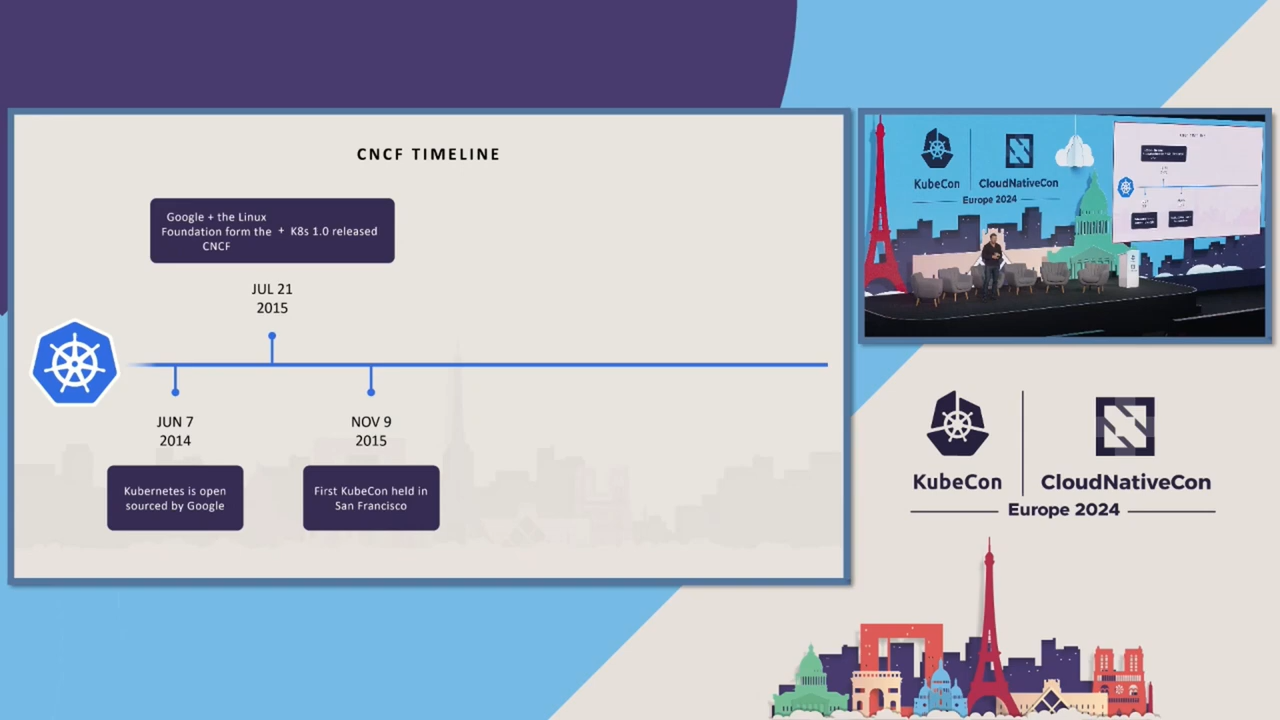 CNCF TIMELINE
Google + the Linux
Foundation form the + K8s 1.0 released
CNCF
JUL 21
2015
JUN 7
2014
NOV 9
2015
Kubernetes is open
sourced by Google
First KubeCon held in
San Francisco
KubeCon
CloudNativeCon
Europe 2024
KubeCon
CloudNativeCon
Europe 2024